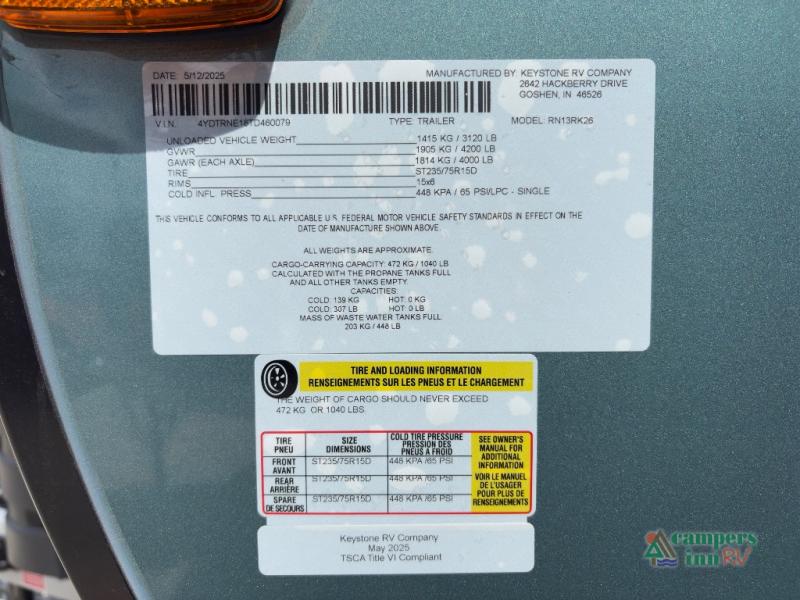 DATE: 5/12/2025 MANUFACTURED BY: KEYSTONE RV COMPANY
2642 HACKBERRY DRIVE
GOSHEN, IN 46526
V.I.N. 4YDTRNE18TD460079 TYPE: TRAILER MODEL: RN13RK26
UNLOADED VEHICLE WEIGHT 1415 KG / 3120 LB
GVWR 1905 KG / 4200 LB
GAWR (EACH AXLE) 1814 KG / 4000 LB
TIRE ST235/75R15D
RIMS 15x6
COLD INFL. PRESS 448 KPA / 65 PSI/LPC - SINGLE
THIS VEHICLE CONFORMS TO ALL APPLICABLE U.S. FEDERAL MOTOR VEHICLE SAFETY STANDARDS IN EFFECT ON THE
DATE OF MANUFACTURE SHOWN ABOVE.
ALL WEIGHTS ARE APPROXIMATE.
CARGO-CARRYING CAPACITY: 472 KG / 1040 LB
CALCULATED WITH THE PROPANE TANKS FULL
AND ALL OTHER TANKS EMPTY.
CAPACITIES:
COLD: 139 KG HOT: 0 KG
COLD: 307 LB HOT: 0 LB
MASS OF WASTE WATER TANKS FULL:
203 KG / 448 LB
TIRE AND LOADING INFORMATION
RENSEIGNEMENTS SUR LES PNEUS ET LE CHARGEMENT
THE WEIGHT OF CARGO SHOULD NEVER EXCEED
472 KG OR 1040 LBS.
TIRE
PNEU
SIZE
DIMENSIONS
COLD TIRE PRESSURE
PRESSION DES
PNEUS À FROID
FRONT
AVANT
ST235/75R15D 448 KPA /65 PSI
REAR
ARRIÈRE
ST235/75R15D 448 KPA /65 PSI
SPARE
DE SECOURS
ST235/75R15D 448 KPA /65 PSI
SEE OWNER'S
MANUAL FOR
ADDITIONAL
INFORMATION
VOIR LE MANUEL
DE L'USAGER
POUR PLUS DE
RENSEIGNEMENTS
Keystone RV Company
May 2025
TSCA Title VI Compliant
campers
inn RV